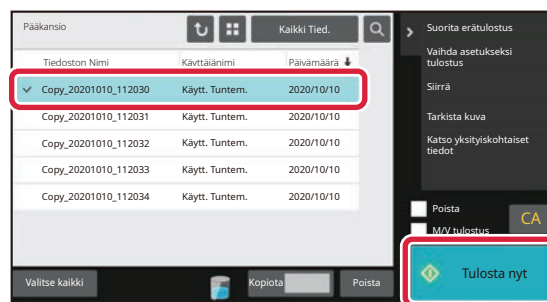 Pääkansio
Kaikki Tied.
Tiedoston Nimi Käyttäjänimi Päivämäärä
Copy_20201010_112030 Käytt. Tuntem. 2020/10/10
Copy_20201010_112031 Käytt. Tuntem. 2020/10/10
Copy_20201010_112032 Käytt. Tuntem. 2020/10/10
Copy_20201010_112033 Käytt. Tuntem. 2020/10/10
Copy_20201010_112034 Käytt. Tuntem. 2020/10/10
Valitse kaikki
Kopiota
Poista
Suorita erätulostus
Vaihda asetukseksi
tulostus
Siirrä
Tarkista kuva
Katso yksityiskohtaiset
tiedot
Poista
M/V tulostus
CA
Tulosta nyt